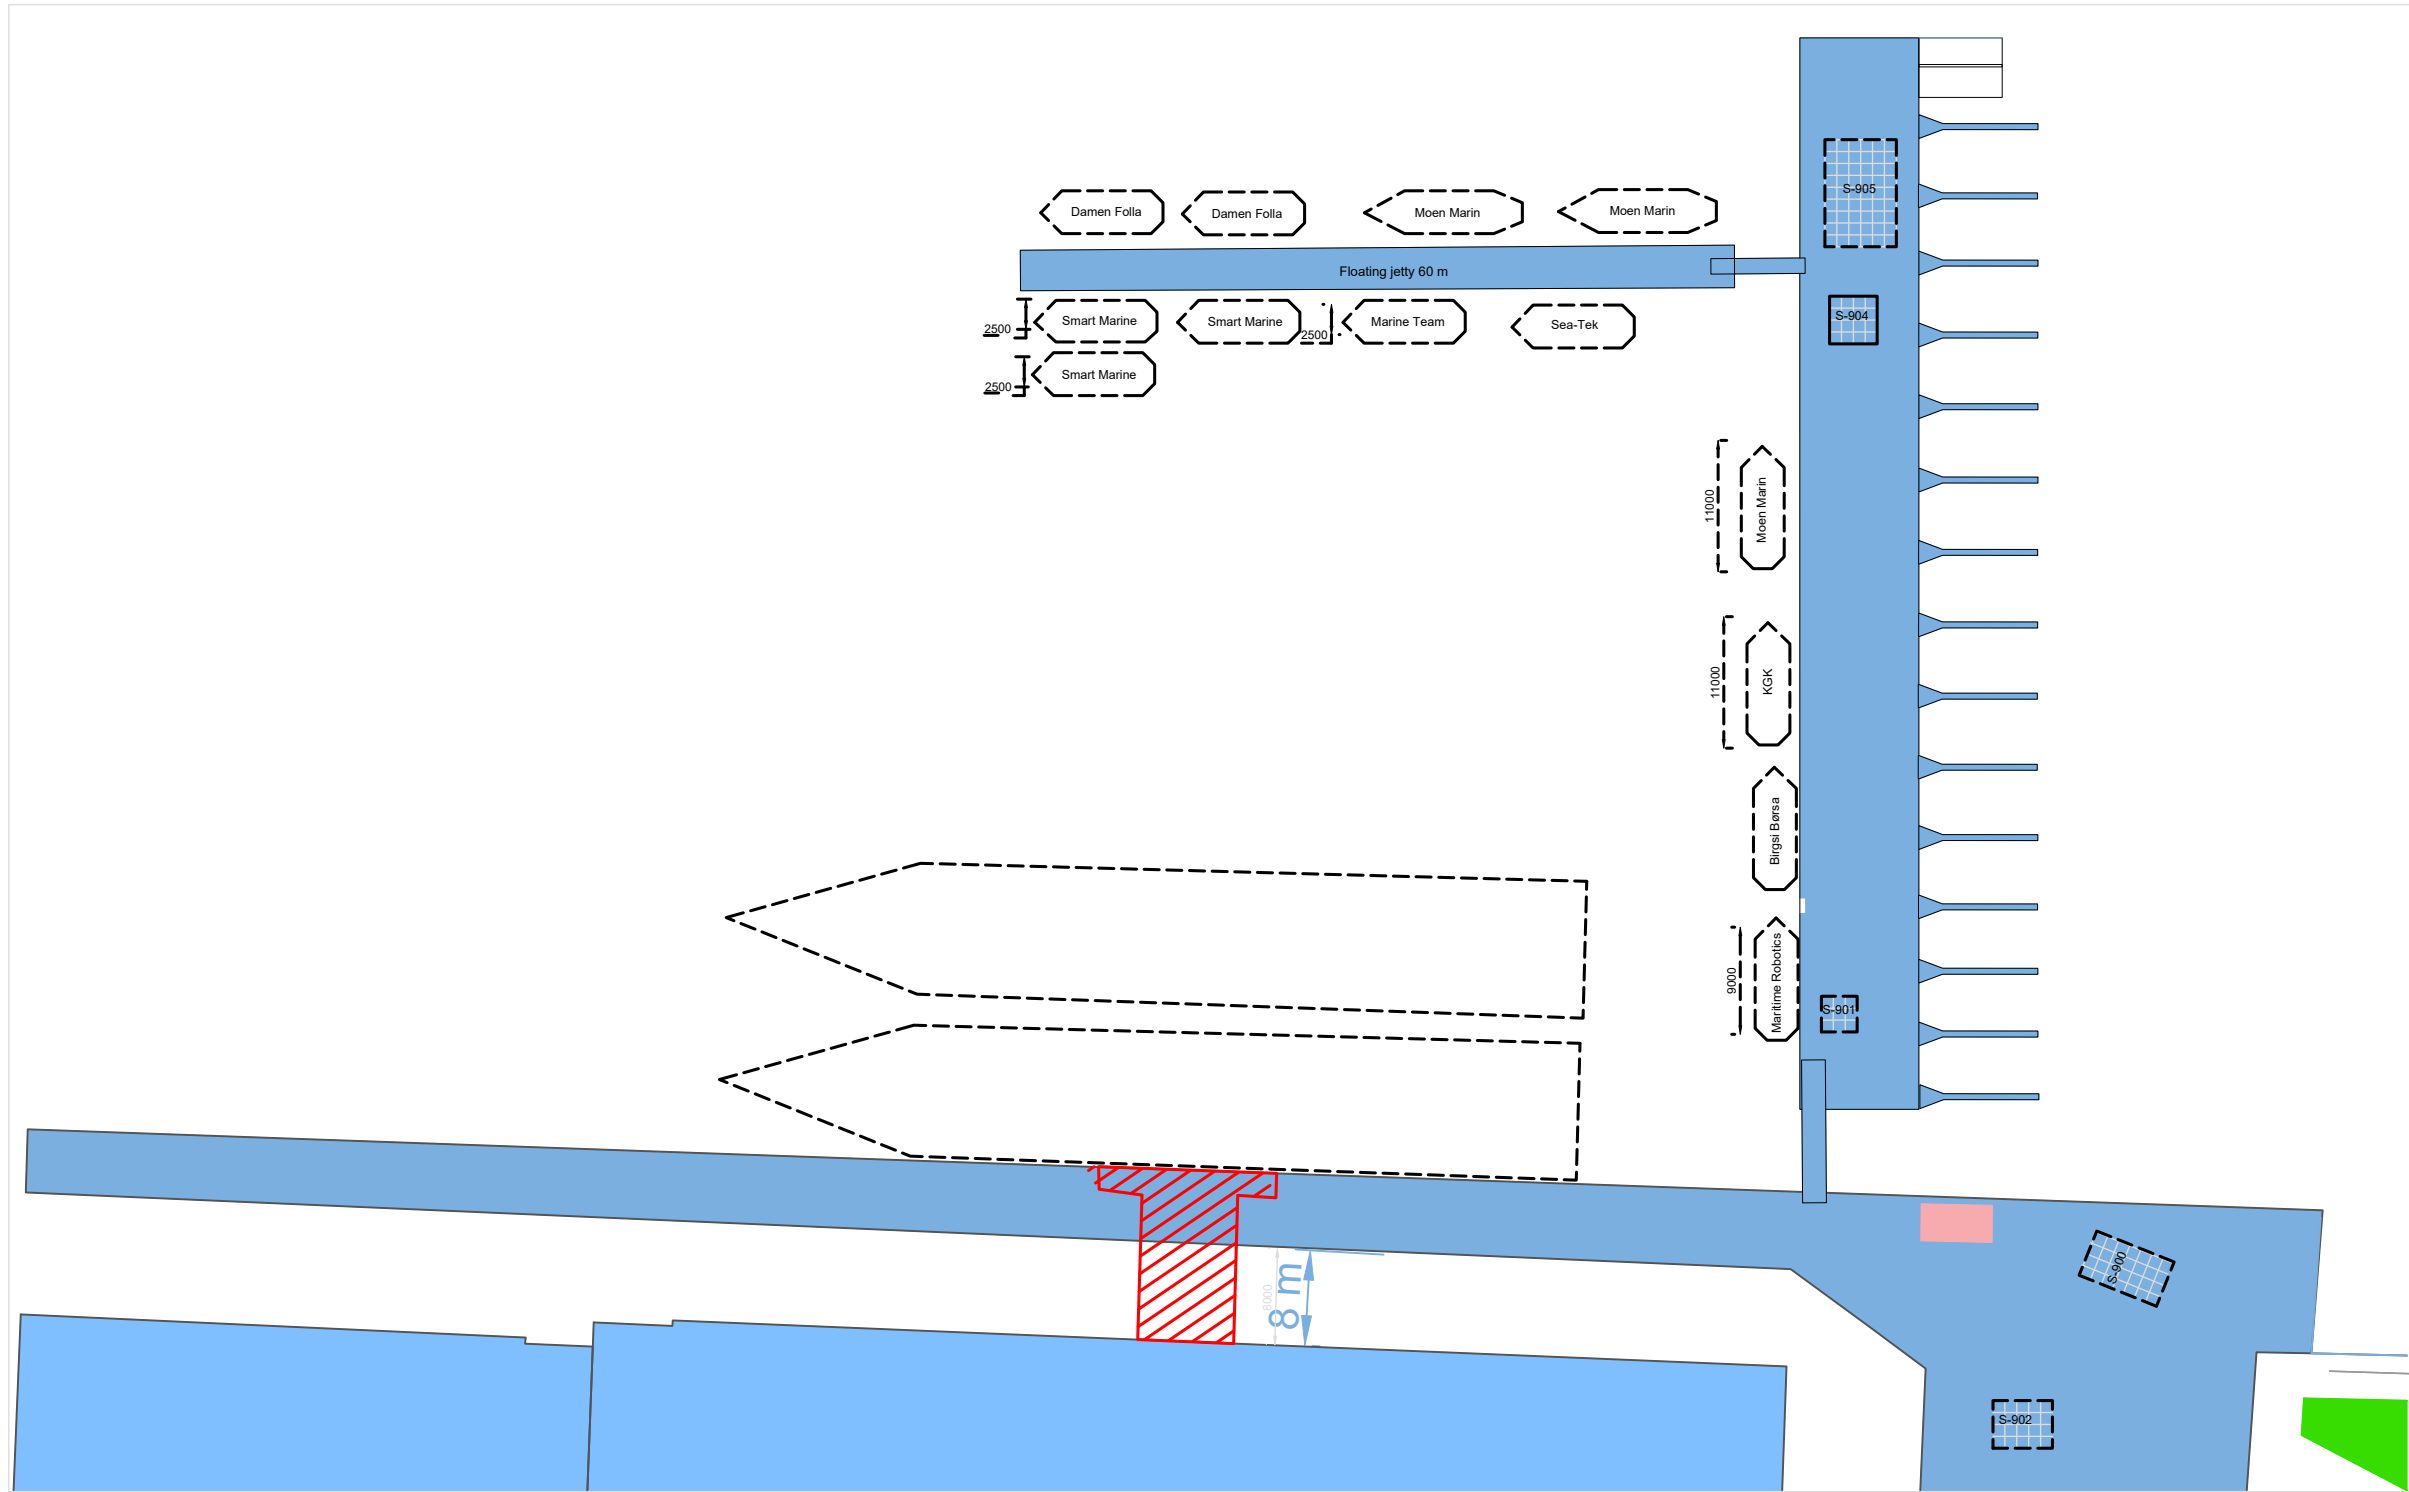 S-905
Damen Folla
Damen Folla
Moen Marin
Moen Marin
Floating jetty 60 m
S-904
2500
Smart Marine
Smart Marine
2500
Marine Team
Sea-Tek
2500
Smart Marine
11000
Moen Marin
11000
KGK
Birgsi Børsa
9000
Maritime Robotics
S-901
8000
8 m
S-900
S-902